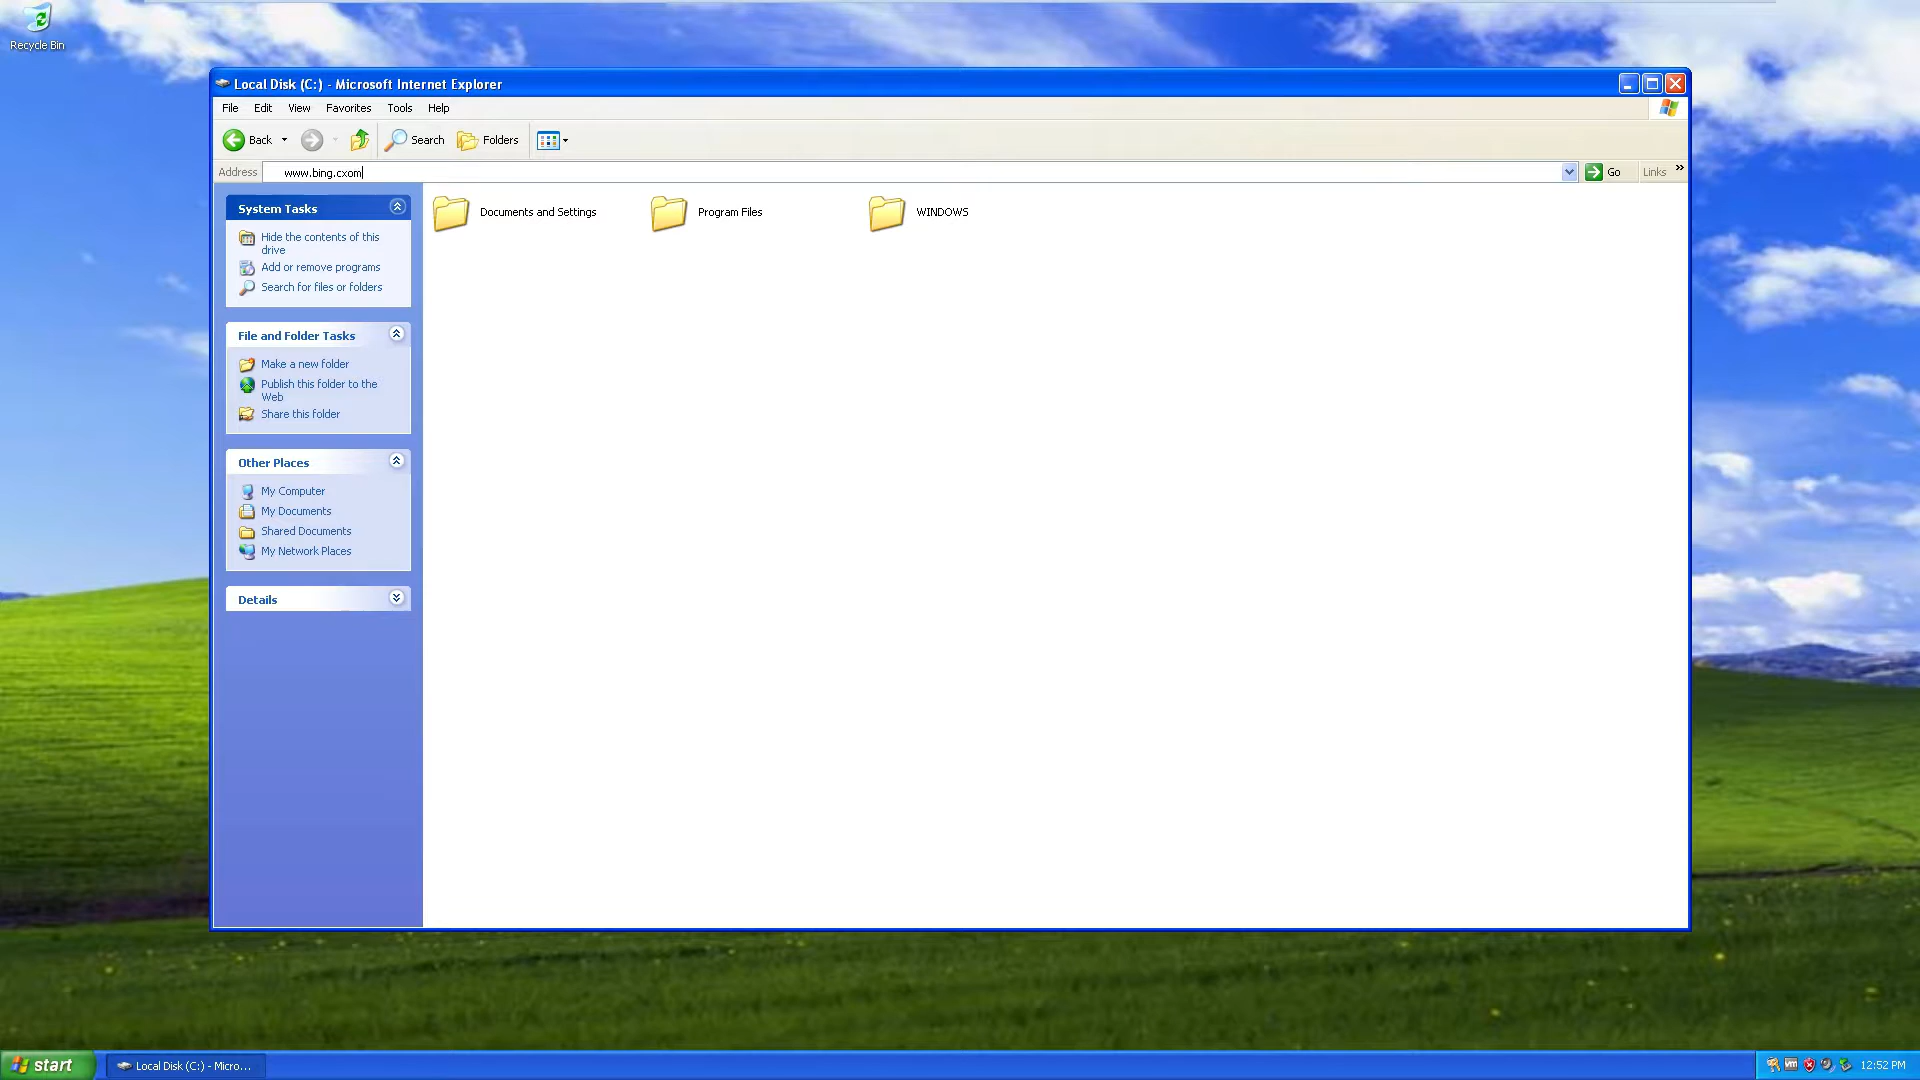 Recycle Bin
Local Disk (C:) - Microsoft Internet Explorer
File Edit View Favorites Tools Help
Back Search Folders
Address www.bing.cxom Go Links »
System Tasks
Hide the contents of this
drive
Add or remove programs
Search for files or folders
File and Folder Tasks
Make a new folder
Publish this folder to the
Web
Share this folder
Other Places
My Computer
My Documents
Shared Documents
My Network Places
Details
Documents and Settings Program Files WINDOWS
start Local Disk (C:) - Micro... 12:52 PM